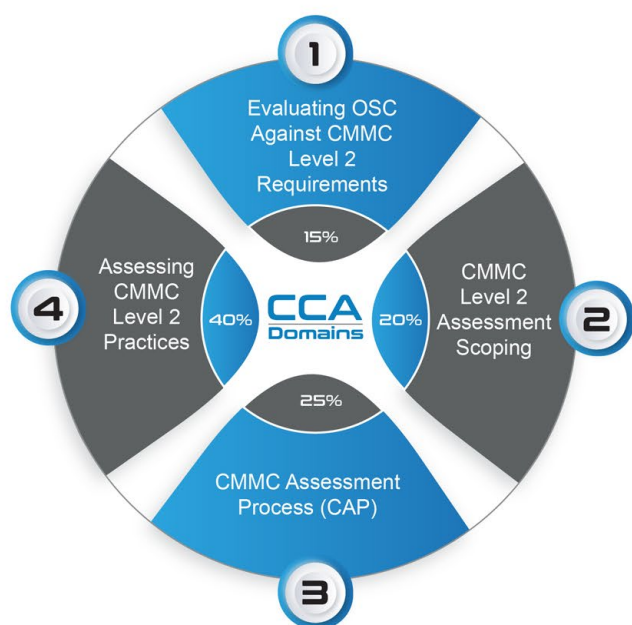 1
Evaluating OSC
Against CMMC
Level 2
Requirements
15%
CMMC
Level 2
Assessment
Scoping
20%
2
CCA
Domains
25%
CMMC Assessment
Process (CAP)
3
4
Assessing
CMMC
Level 2
Practices
40%